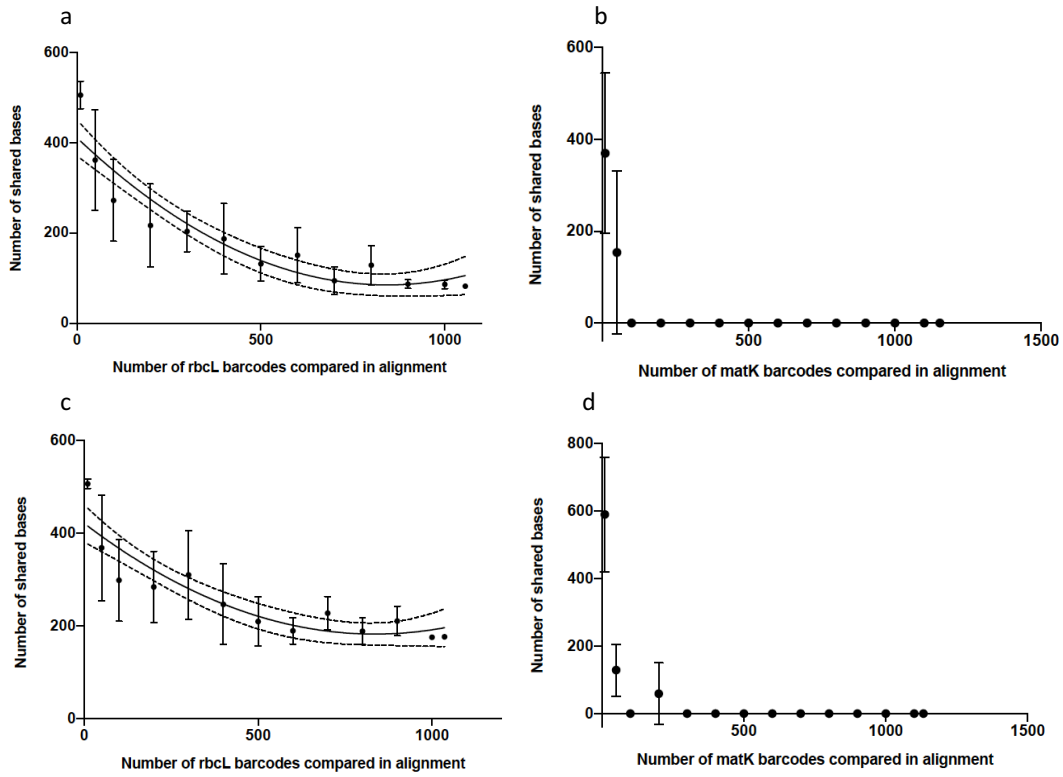 a
Number of shared bases
600
400
200
0
0
500
1000
Number of rbcL barcodes compared in alignment
b
Number of shared bases
600
400
200
0
500
1000
1500
Number of matK barcodes compared in alignment
c
Number of shared bases
600
400
200
0
0
500
1000
Number of rbcL barcodes compared in alignment
d
Number of shared bases
800
600
400
200
0
500
1000
1500
Number of matK barcodes compared in alignment